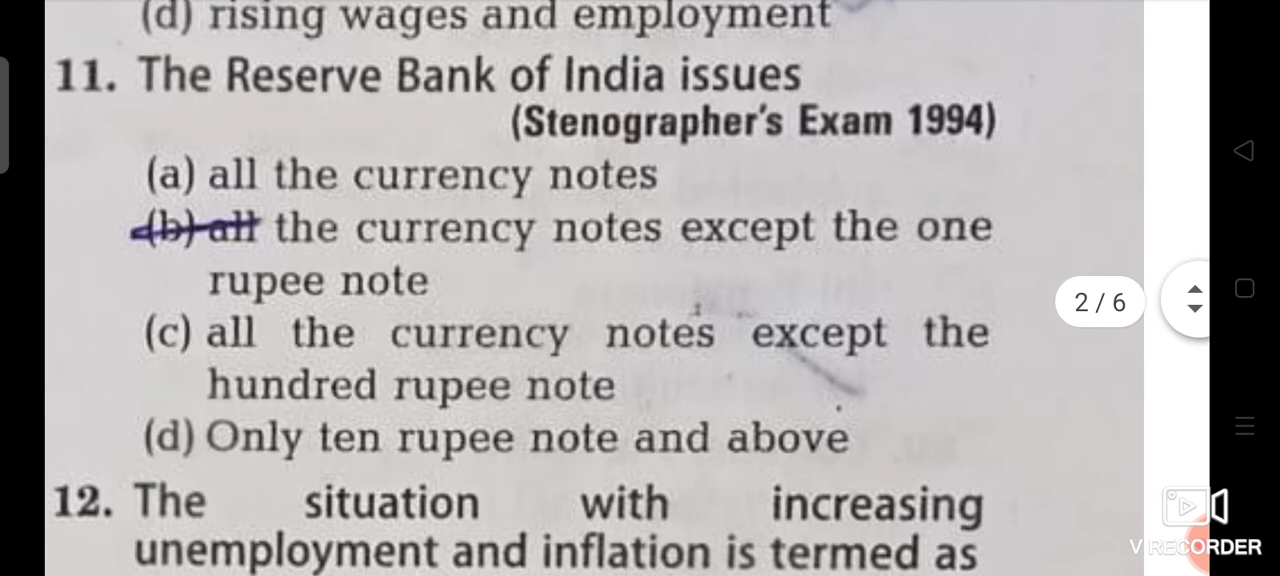 (d) rising wages and employment
11. The Reserve Bank of India issues
(Stenographer's Exam 1994)
(a) all the currency notes
(b) all the currency notes except the one
rupee note
(c) all the currency notes except the
hundred rupee note
(d) Only ten rupee note and above
2 / 6
12. The situation with increasing
unemployment and inflation is termed as
V RECORDER